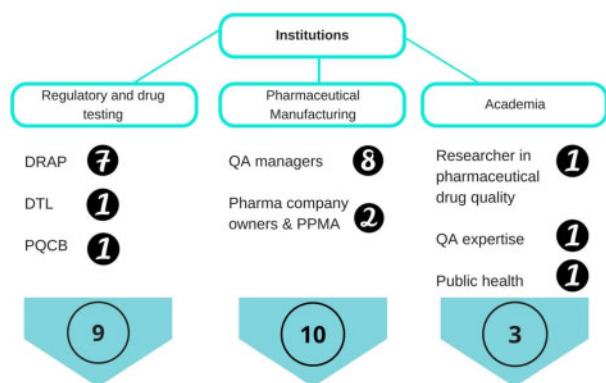 Institutions
Regulatory and drug
testing
DRAP 7
DTL 1
PQCB 1
9
Pharmaceutical
Manufacturing
QA managers 8
Pharma company
owners & PPMA 2
10
Academia
Researcher in 1
pharmaceutical
drug quality
QA expertise 1
Public health 1
3